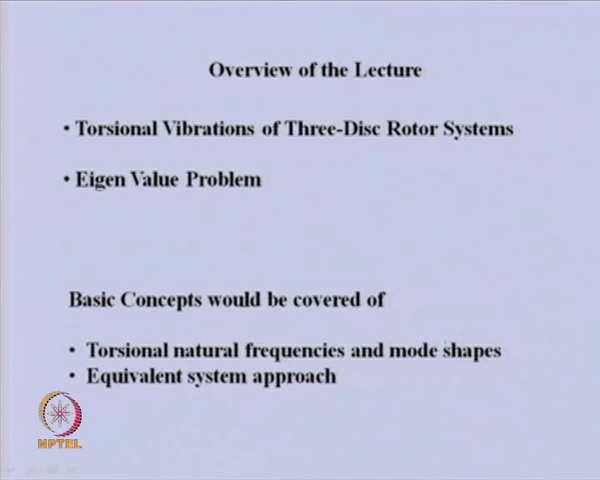 Overview of the Lecture
• Torsional Vibrations of Three-Disc Rotor Systems
• Eigen Value Problem
Basic Concepts would be covered of
• Torsional natural frequencies and mode shapes
• Equivalent system approach
NPTEL